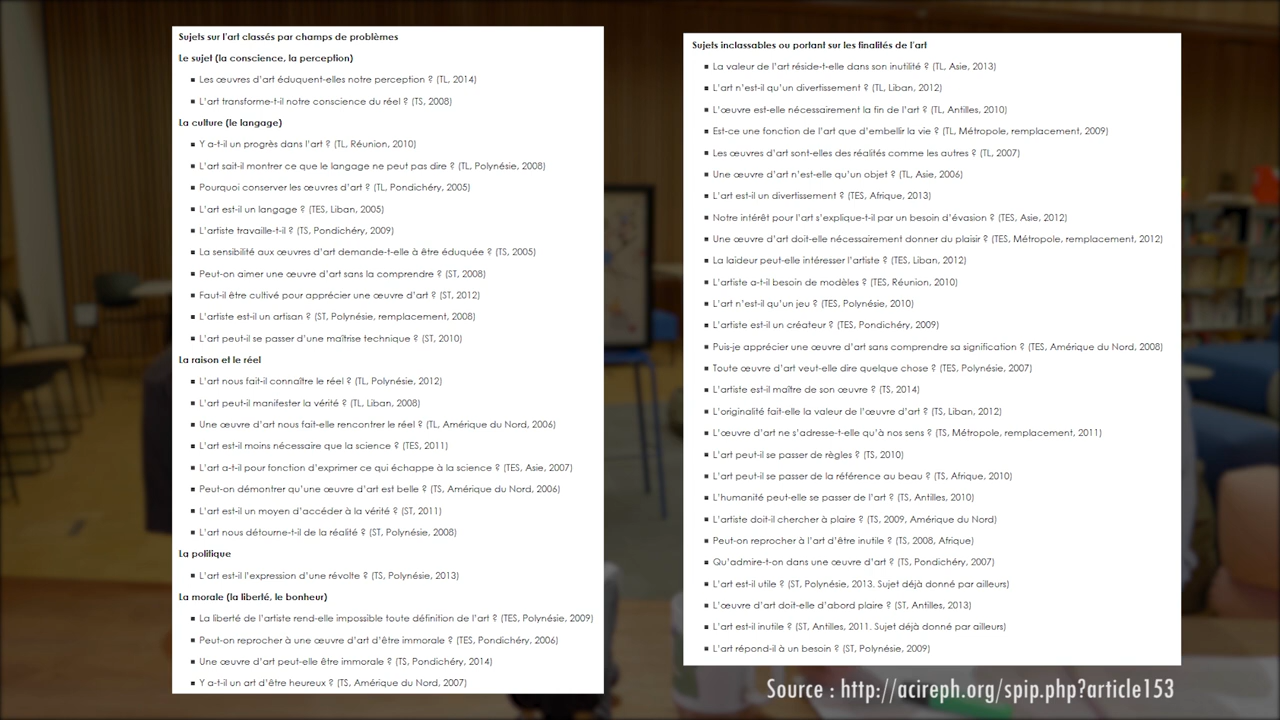 Sujets sur l'art classés par champs de problèmes
Le sujet (la conscience, la perception)
▪ Les œuvres d'art éduquent-elles notre perception ? (TL, 2014)
▪ L'art transforme-t-il notre conscience du réel ? (TS, 2008)
La culture (le langage)
▪ Y a-t-il un progrès dans l'art ? (TL, Réunion, 2010)
▪ L'art sait-il montrer ce que le langage ne peut pas dire ? (TL, Polynésie, 2008)
▪ Pourquoi conserver les œuvres d'art ? (TL, Pondichéry, 2005)
▪ L'art est-il un langage ? (TES, Liban, 2005)
▪ L'artiste travaille-t-il ? (TS, Pondichéry, 2009)
▪ La sensibilité aux œuvres d'art demande-t-elle à être éduquée ? (TS, 2005)
▪ Peut-on aimer une œuvre d'art sans la comprendre ? (ST, 2008)
▪ Faut-il être cultivé pour apprécier une œuvre d'art ? (ST, 2012)
▪ L'artiste est-il un artisan ? (ST, Polynésie, remplacement, 2008)
▪ L'art peut-il se passer d'une maîtrise technique ? (ST, 2010)
La raison et le réel
▪ L'art nous fait-il connaître le réel ? (TL, Polynésie, 2012)
▪ L'art peut-il manifester la vérité ? (TL, Liban, 2008)
▪ Une œuvre d'art nous fait-elle rencontrer le réel ? (TL, Amérique du Nord, 2006)
▪ L'art est-il moins nécessaire que la science ? (TES, 2011)
▪ L'art a-t-il pour fonction d'exprimer ce qui échappe à la science ? (TES, Asie, 2007)
▪ Peut-on démontrer qu'une œuvre d'art est belle ? (TS, Amérique du Nord, 2006)
▪ L'art est-il un moyen d'accéder à la vérité ? (ST, 2011)
▪ L'art nous détourne-t-il de la réalité ? (ST, Polynésie, 2008)
La politique
▪ L'art est-il l'expression d'une révolte ? (TS, Polynésie, 2013)
La morale (la liberté, le bonheur)
▪ La liberté de l'artiste rend-elle impossible toute définition de l'art ? (TES, Polynésie, 2009)
▪ Peut-on reprocher à une œuvre d'art d'être immorale ? (TES, Pondichéry, 2006)
▪ Une œuvre d'art peut-elle être immorale ? (TS, Pondichéry, 2014)
▪ Y a-t-il un art d'être heureux ? (TS, Amérique du Nord, 2007)
Sujets inclassables ou portant sur les finalités de l'art
▪ La valeur de l'art réside-t-elle dans son inutilité ? (TL, Asie, 2013)
▪ L'art n'est-il qu'un divertissement ? (TL, Liban, 2012)
▪ L'œuvre est-elle nécessairement la fin de l'art ? (TL, Antilles, 2010)
▪ Est-ce une fonction de l'art que d'embellir la vie ? (TL, Métropole, remplacement, 2009)
▪ Les œuvres d'art sont-elles des réalités comme les autres ? (TL, 2007)
▪ Une œuvre d'art n'est-elle qu'un objet ? (TL, Asie, 2006)
▪ L'art est-il un divertissement ? (TES, Afrique, 2013)
▪ Notre intérêt pour l'art s'explique-t-il par un besoin d'évasion ? (TES, Asie, 2012)
▪ Une œuvre d'art doit-elle nécessairement donner du plaisir ? (TES, Métropole, remplacement, 2012)
▪ La laideur peut-elle intéresser l'artiste ? (TES, Liban, 2012)
▪ L'artiste a-t-il besoin de modèles ? (TES, Réunion, 2010)
▪ L'art n'est-il qu'un jeu ? (TES, Polynésie, 2010)
▪ L'artiste est-il un créateur ? (TES, Pondichéry, 2009)
▪ Puis-je apprécier une œuvre d'art sans comprendre sa signification ? (TES, Amérique du Nord, 2008)
▪ Toute œuvre d'art veut-elle dire quelque chose ? (TES, Polynésie, 2007)
▪ L'artiste est-il maître de son œuvre ? (TS, 2014)
▪ L'originalité fait-elle la valeur de l'œuvre d'art ? (TS, Liban, 2012)
▪ L'œuvre d'art ne s'adresse-t-elle qu'à nos sens ? (TS, Métropole, remplacement, 2011)
▪ L'art peut-il se passer de règles ? (TS, 2010)
▪ L'art peut-il se passer de la référence au beau ? (TS, Afrique, 2010)
▪ L'humanité peut-elle se passer de l'art ? (TS, Antilles, 2010)
▪ L'artiste doit-il chercher à plaire ? (TS, 2009, Amérique du Nord)
▪ Peut-on reprocher à l'art d'être inutile ? (TS, 2008, Afrique)
▪ Qu'admire-t-on dans une œuvre d'art ? (TS, Pondichéry, 2007)
▪ L'art est-il utile ? (ST, Polynésie, 2013. Sujet déjà donné par ailleurs)
▪ L'œuvre d'art doit-elle d'abord plaire ? (ST, Antilles, 2013)
▪ L'art est-il inutile ? (ST, Antilles, 2011. Sujet déjà donné par ailleurs)
▪ L'art répond-il à un besoin ? (ST, Polynésie, 2009)
Source : http://acireph.org/spip.php?article153